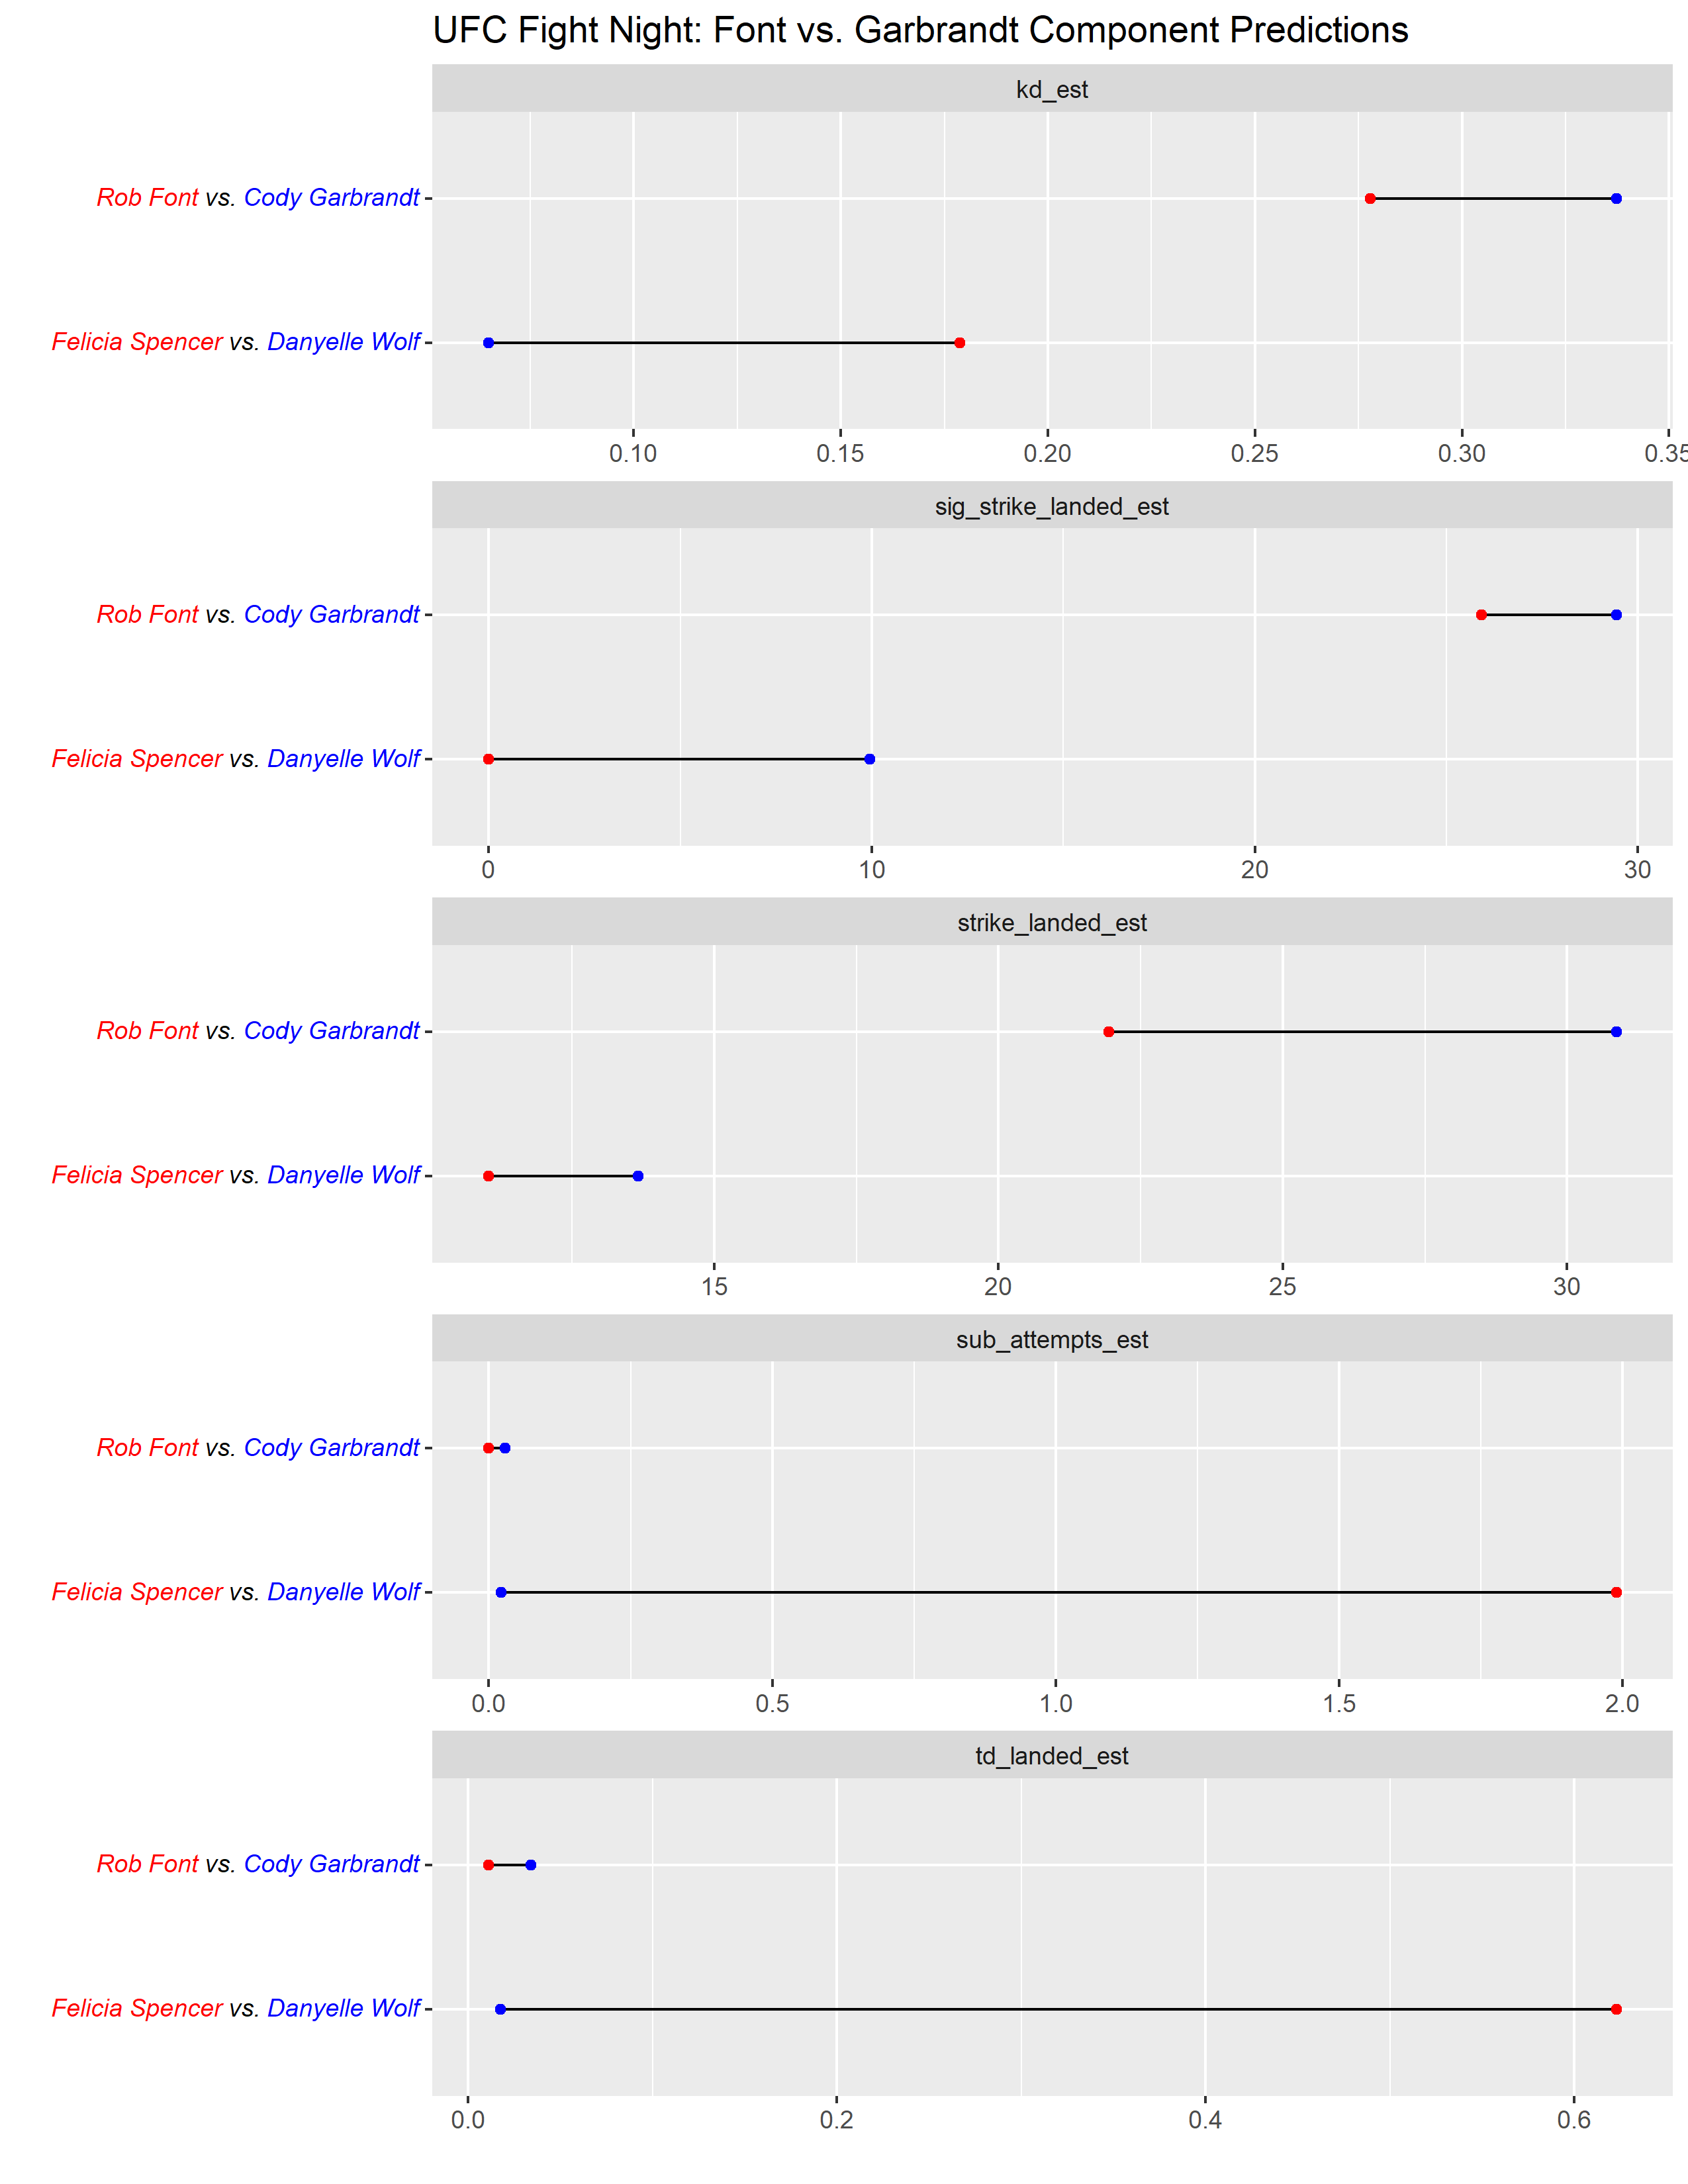 UFC Fight Night: Font vs. Garbrandt Component Predictions
kd_est
Rob Font vs. Cody Garbrandt
Felicia Spencer vs. Danyelle Wolf
0.10 0.15 0.20 0.25 0.30 0.35
sig_strike_landed_est
Rob Font vs. Cody Garbrandt
Felicia Spencer vs. Danyelle Wolf
0 10 20 30
strike_landed_est
Rob Font vs. Cody Garbrandt
Felicia Spencer vs. Danyelle Wolf
15 20 25 30
sub_attempts_est
Rob Font vs. Cody Garbrandt
Felicia Spencer vs. Danyelle Wolf
0.0 0.5 1.0 1.5 2.0
td_landed_est
Rob Font vs. Cody Garbrandt
Felicia Spencer vs. Danyelle Wolf
0.0 0.2 0.4 0.6